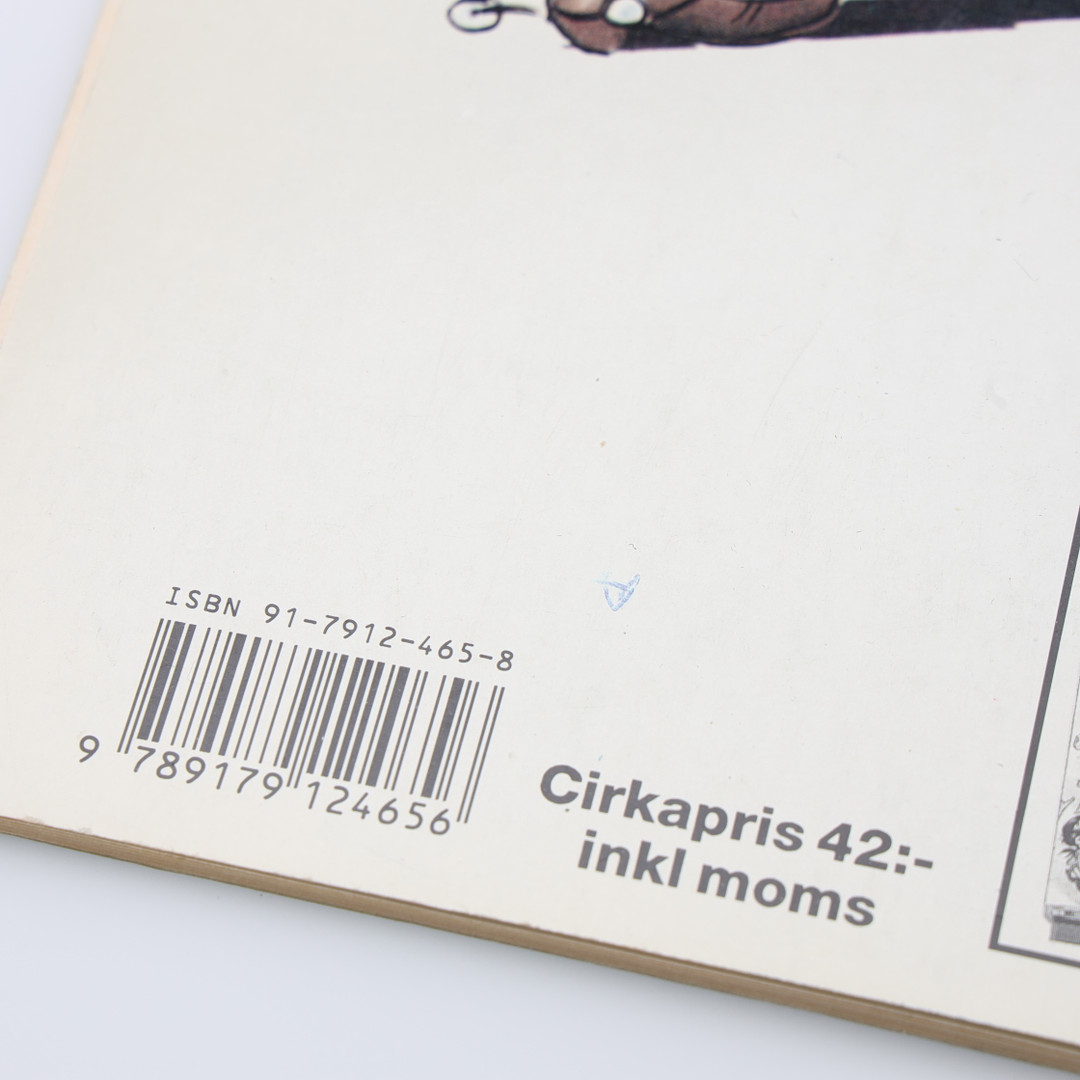 ISBN 91-7912-465-8
9 789179 124656
Cirkapris 42:-
inkl moms